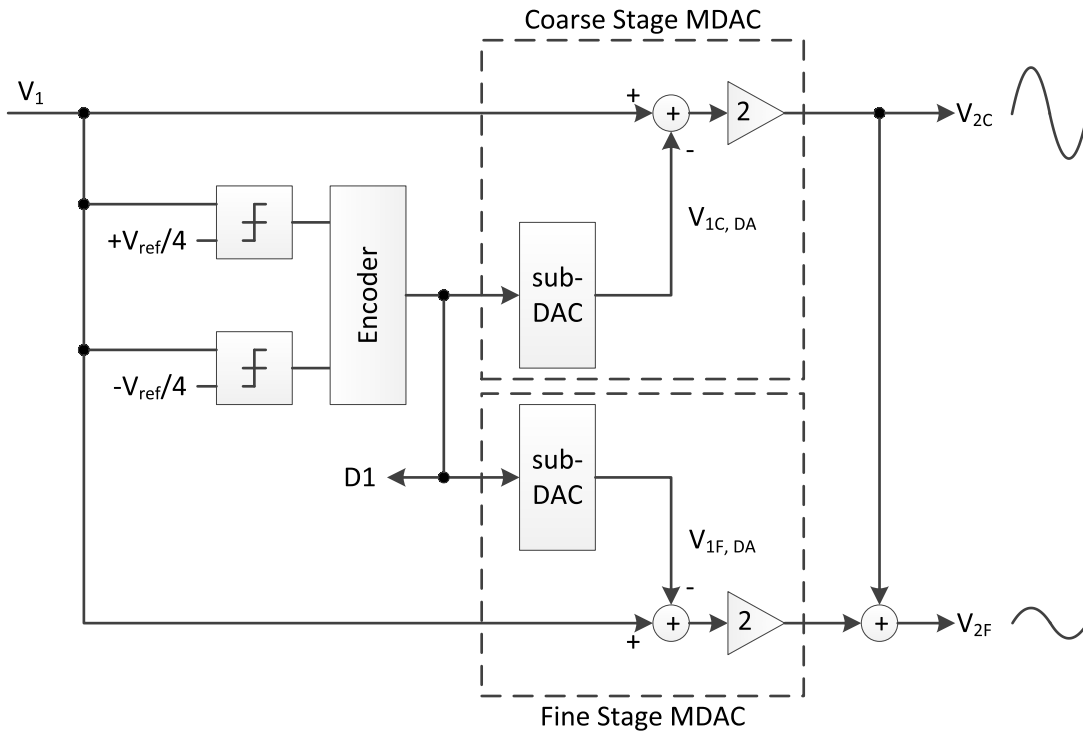 Coarse Stage MDAC
V1
+
+
2
V2C
-
+Vref/4
V1C, DA
Encoder
sub-
DAC
-Vref/4
D1
sub-
DAC
V1F, DA
-
+
+
2
+
V2F
Fine Stage MDAC